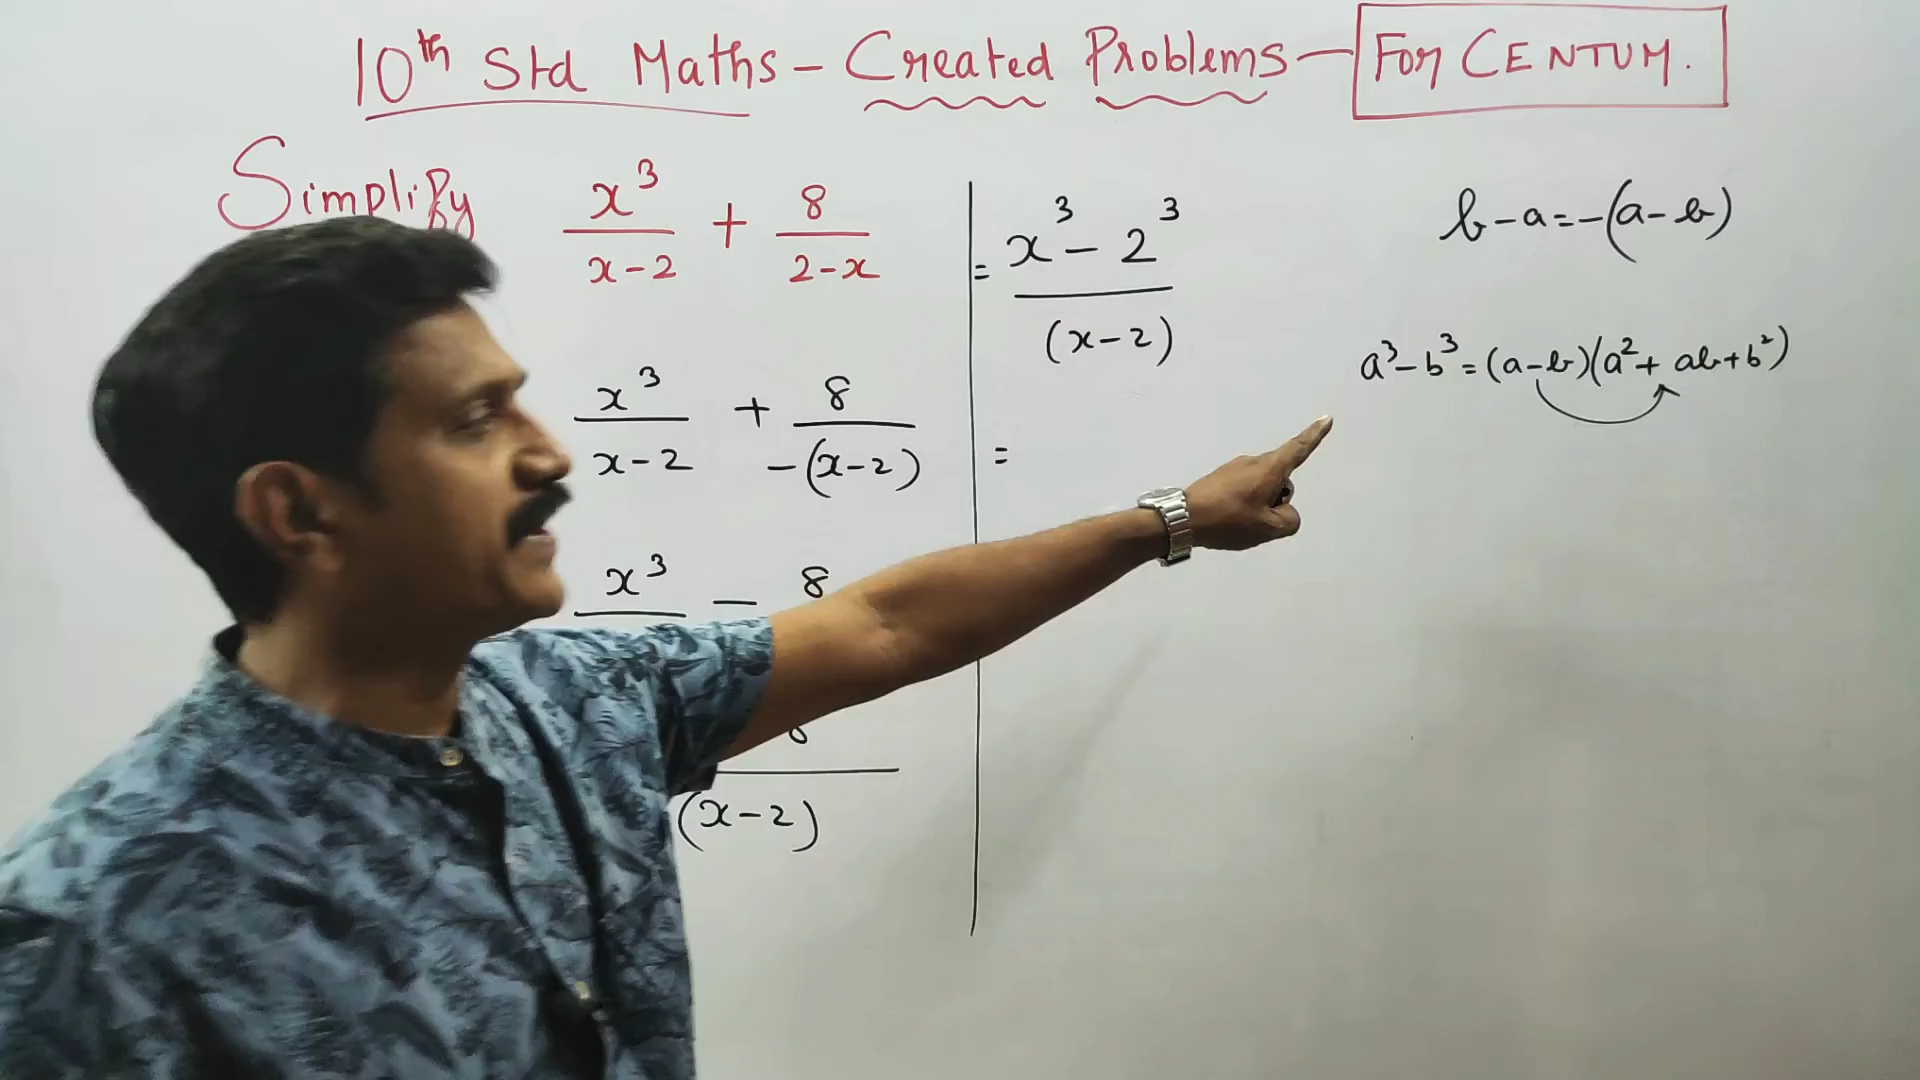 10th Std Maths - Created Problems - For CENTUM.
Simplify x³/(x-2) + 8/(2-x)
x³/(x-2) + 8/-(x-2)
x³ - 8
8
(x-2)
= (x³ - 2³)/(x-2)
=
b-a = -(a-b)
a³-b³ = (a-b)(a²+ab+b²)